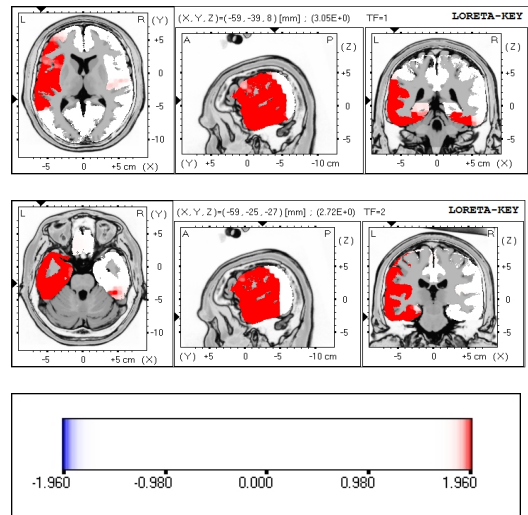 L R (Y) (X, Y, Z)=(-59, -39, 8) [mm] ; (3.05E+0) TF=1 LORETA-KEY
A P (Z) L R (Z)
+5
0
-5
-10
-5 0 +5 cm (X)
+5
0
-5
(Y) +5 0 -5 -10 cm
+5
0
-5
-5 0 +5 cm (X)
L R (Y) (X, Y, Z)=(-59, -25, -27) [mm] ; (2.72E+0) TF=2 LORETA-KEY
A P (Z) L R (Z)
+5
0
-5
-10
-5 0 +5 cm (X)
+5
0
-5
(Y) +5 0 -5 -10 cm
+5
0
-5
-5 0 +5 cm (X)
-1.960 -0.980 0.000 0.980 1.960